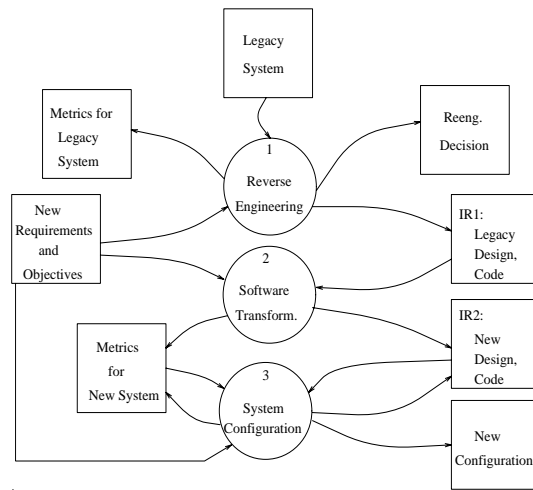 Legacy
System
Metrics for
Legacy
System
Reeng.
Decision
1
Reverse
Engineering
New
Requirements
and
Objectives
IR1:
Legacy
Design,
Code
2
Software
Transform.
IR2:
New
Design,
Code
Metrics
for
New System
3
System
Configuration
New
Configuration